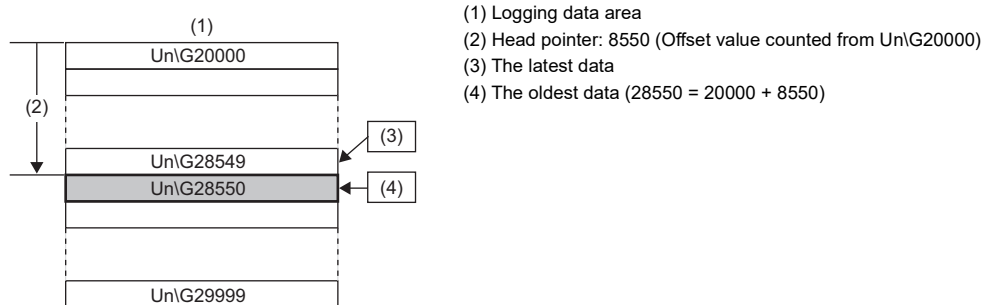 (1)
Un\G20000
(2)
(3)
Un\G28549
Un\G28550
(4)
Un\G29999
(1) Logging data area
(2) Head pointer: 8550 (Offset value counted from Un\G20000)
(3) The latest data
(4) The oldest data (28550 = 20000 + 8550)